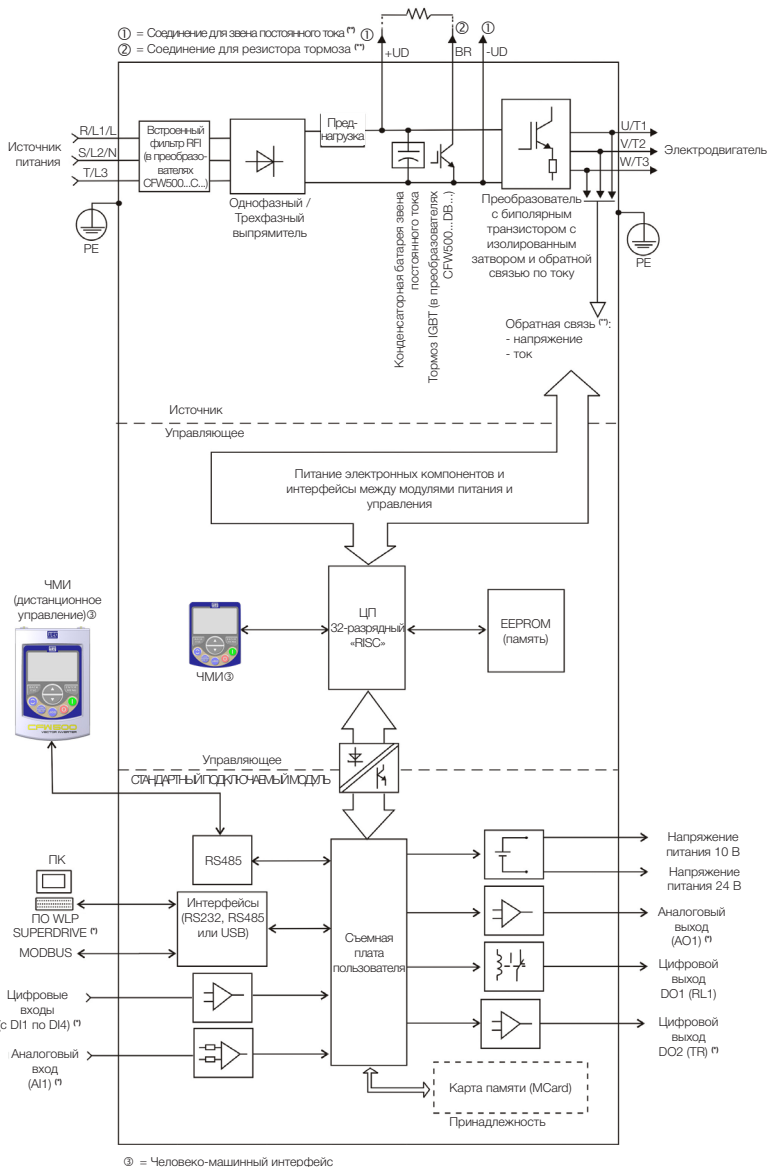 ① = Соединение для звена постоянного тока (*)
② = Соединение для резистора тормоза (**)
①
②
①
+UD
BR
-UD
Источник
питания
R/L1/L
S/L2/N
T/L3
Встроенный
фильтр RFI
(в преобразо-
вателях
CFW500...C...)
Пред-
нагрузка
Однофазный /
Трехфазный
выпрямитель
Конденсаторная батарея звена
постоянного тока
Тормоз IGBT (в преобразователях
CFW500...DB...)
U/T1
V/T2
W/T3
Электродвигатель
Преобразователь
с биполярным
транзистором с
изолированным
затвором и обратной
связью по току
PE
PE
Обратная связь (**):
- напряжение
- ток
Источник
Управляющее
Питание электронных компонентов и
интерфейсы между модулями питания и
управления
ЧМИ
(дистанционное
управление)③
ЧМИ③
ЦП
32-разрядный
«RISC»
EEPROM
(память)
Управляющее
СТАНДАРТНЫЙ ПОДКЛЮЧАЕМЫЙ МОДУЛЬ
RS485
ПК
ПО WLP
SUPERDRIVE (*)
MODBUS
Интерфейсы
(RS232, RS485
или USB)
Цифровые
входы
(с DI1 по DI4) (*)
Аналоговый
вход
(AI1) (*)
Съемная
плата
пользователя
Напряжение
питания 10 В
Напряжение
питания 24 В
Аналоговый
выход
(AO1) (*)
Цифровой
выход
DO1 (RL1)
Цифровой
выход
DO2 (TR) (*)
Карта памяти (MCard)
Принадлежность
③ = Человеко-машинный интерфейс